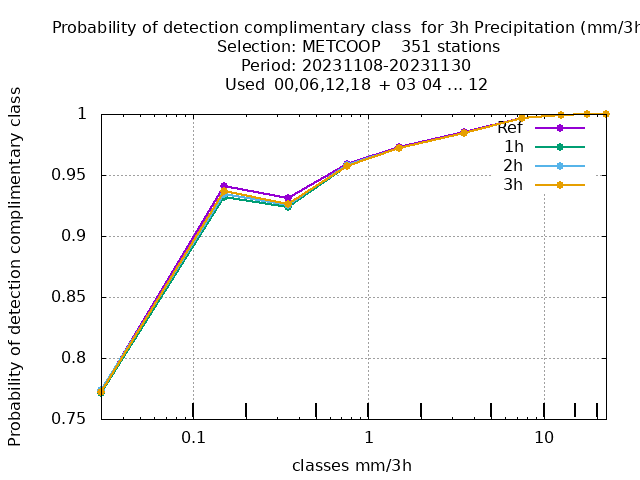 Probability of detection complimentary class  for 3h Precipitation (mm/3h
Selection: METCOOP    351 stations
Period: 20231108-20231130
Used  00,06,12,18 + 03 04 ... 12
Probability of detection complimentary class
1
0.95
0.9
0.85
0.8
0.75
Ref
1h
2h
3h
0.1
1
10
classes mm/3h